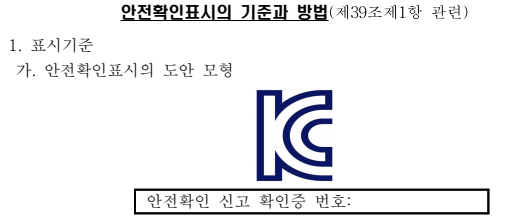 안전확인표시의 기준과 방법(제39조제1항 관련)
1. 표시기준
가. 안전확인표시의 도안 모형
KC
안전확인 신고 확인증 번호: